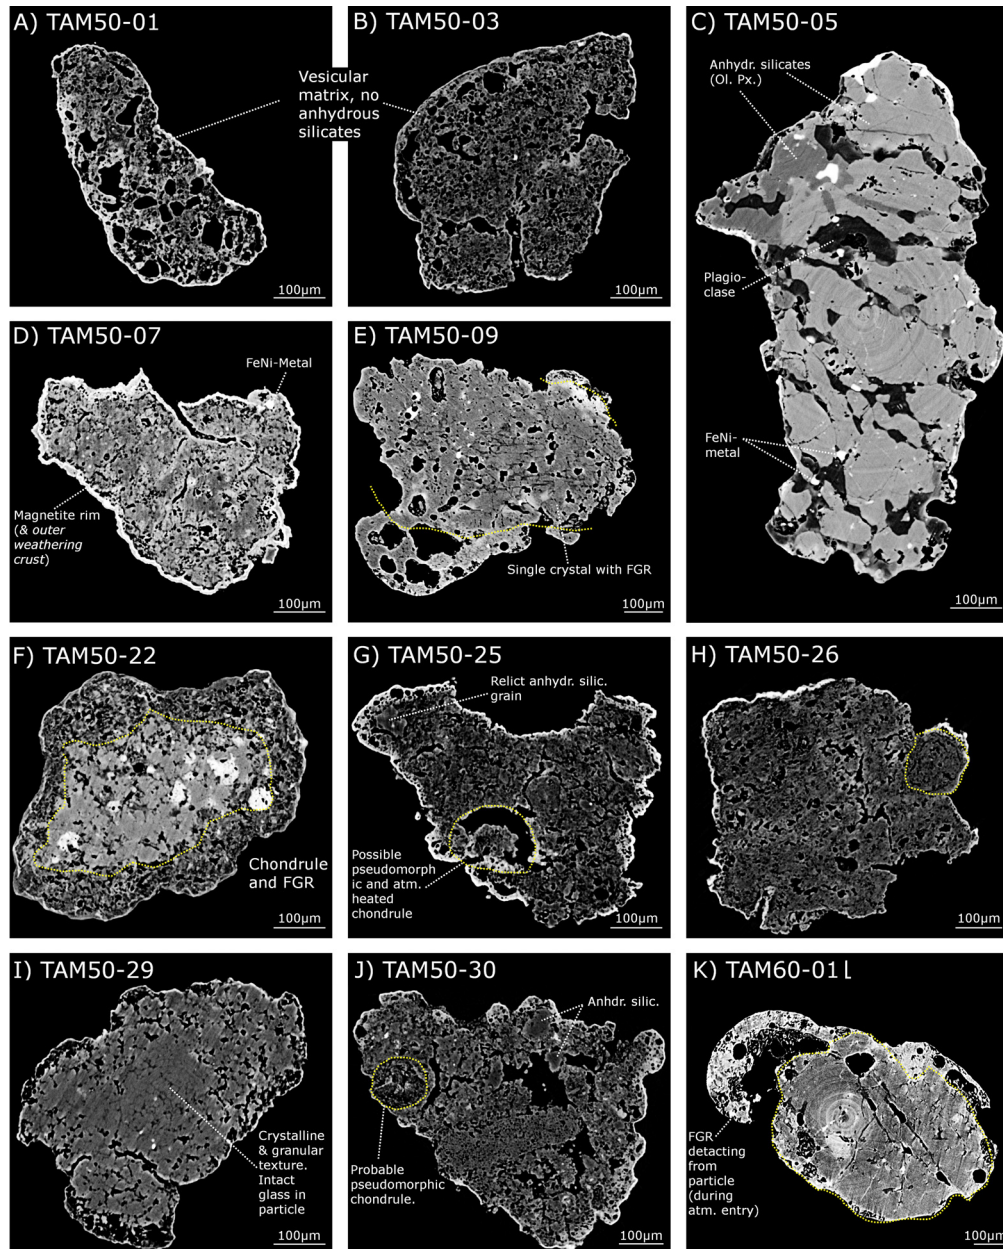 A) TAM50-01
Vesicular
matrix, no
anhydrous
silicates
100µm
B) TAM50-03
100µm
C) TAM50-05
Anhydr. silicates
(Ol. Px.)
Plagio-
clase
FeNi-
metal
100µm
D) TAM50-07
FeNi-Metal
Magnetite rim
(& outer
weathering
crust)
100µm
E) TAM50-09
Single crystal with FGR
100µm
F) TAM50-22
Chondrule
and FGR
100µm
G) TAM50-25
Relict anhydr. silic.
grain
Possible
pseudomorph
ic and atm.
heated
chondrule
100µm
H) TAM50-26
100µm
I) TAM50-29
Crystalline
& granular
texture.
Intact
glass in
particle
100µm
J) TAM50-30
Anhdr. silic.
Probable
pseudomorphic
chondrule.
100µm
K) TAM60-01
FGR
detacting
from
particle
(during
atm. entry)
100µm